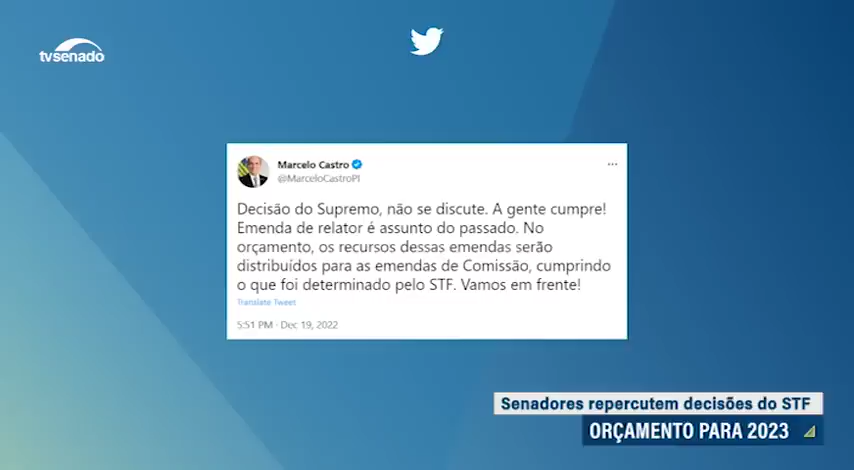 tvsenado
Marcelo Castro
@MarceloCastroPI
Decisão do Supremo, não se discute. A gente cumpre!
Emenda de relator é assunto do passado. No
orçamento, os recursos dessas emendas serão
distribuídos para as emendas de Comissão, cumprindo
o que foi determinado pelo STF. Vamos em frente!
Translate Tweet
5:51 PM · Dec 19, 2022
Senadores repercutem decisões do STF
ORÇAMENTO PARA 2023